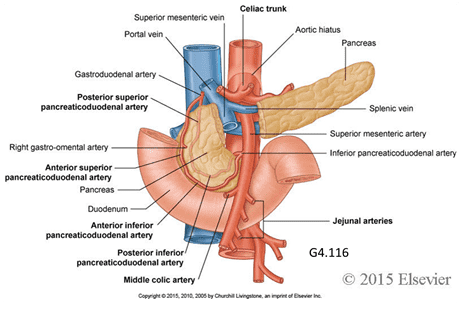 Celiac trunk
Superior mesenteric vein
Aortic hiatus
Portal vein
Pancreas
Gastroduodenal artery
Posterior superior
pancreaticoduodenal artery
Splenic vein
Superior mesenteric artery
Right gastro-omental artery
Inferior pancreaticoduodenal artery
Anterior superior
pancreaticoduodenal artery
Pancreas
Duodenum
Anterior inferior
pancreaticoduodenal artery
Jejunal arteries
Posterior inferior
pancreaticoduodenal artery
G4.116
Middle colic artery
© 2015 Elsevier
Copyright © 2015, 2010, 2005 by Churchill Livingstone, an imprint of Elsevier Inc.